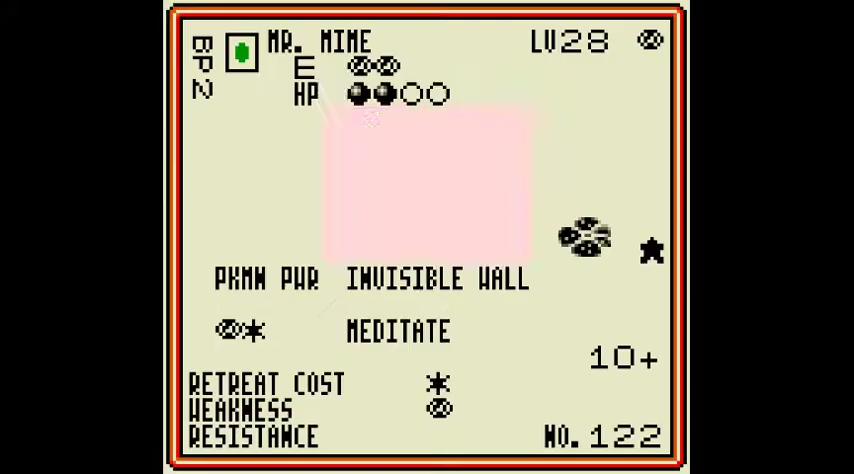 BP2
MR. MIME LV28
E
HP
PKMN PWR INVISIBLE WALL
MEDITATE
10+
RETREAT COST
WEAKNESS
RESISTANCE NO.122